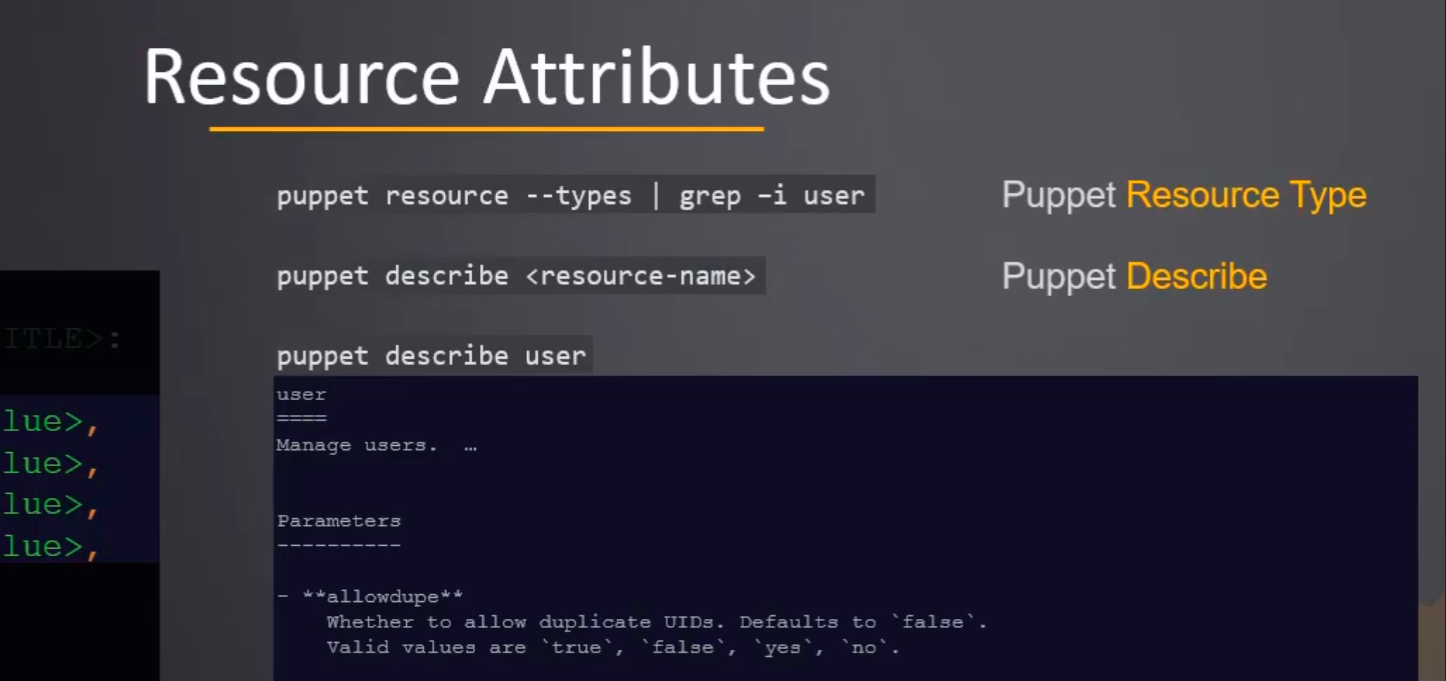 Resource Attributes
puppet resource --types | grep –i user
Puppet Resource Type
puppet describe <resource-name>
Puppet Describe
puppet describe user
ITLE>:
lue>,
lue>,
lue>,
lue>,
user
====
Manage users. …
Parameters
----------
- **allowdupe**
Whether to allow duplicate UIDs. Defaults to `false`.
Valid values are `true`, `false`, `yes`, `no`.